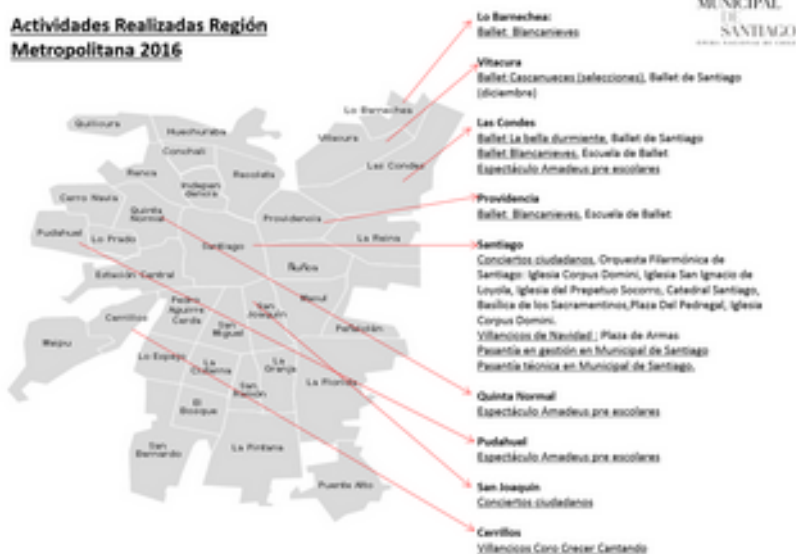 Actividades Realizadas Región
Metropolitana 2016
MUNICIPAL
DE
SANTIAGO
Lo Barnechea:
Ballet Blancanieves
Vitacura
Ballet Cascanueces (selecciones), Ballet de Santiago
(diciembre)
Las Condes
Ballet La bella durmiente, Ballet de Santiago
Ballet Blancanieves, Escuela de Ballet
Espectáculo Amadeus pre escolares
Providencia
Ballet Blancanieves, Escuela de Ballet
Santiago
Conciertos ciudadanos, Orquesta Filarmónica de
Santiago: Iglesia Corpus Domini, Iglesia San Ignacio de
Loyola, Iglesia del Prepetuo Socorro, Catedral Santiago,
Basílica de los Sacramentinos,Plaza Del Pedregal, Iglesia
Corpus Domini.
Villancicos de Navidad : Plaza de Armas
Pasantía en gestión en Municipal de Santiago
Pasantía técnica en Municipal de Santiago.
Quinta Normal
Espectáculo Amadeus pre escolares
Pudahuel
Espectáculo Amadeus pre escolares
San Joaquín
Conciertos ciudadanos
Cerrillos
Villancicos Coro Crecer Cantando
Lo Barnechea
Quilicura
Huechuraba
Vitacura
Conchalí
Las Condes
Renca
Recoleta
Indepen
dencia
Cerro Navia
Quinta
Normal
Providencia
Pudahuel
Lo Prado
Santiago
La Reina
Ñuñoa
Estación Central
Pedro
Aguirre
Cerda
San
Joaquín
Macul
Cerrillos
San
Miguel
Peñalolén
Maipu
Lo Espejo
La
Cisterna
La
Granja
San
Ramón
La Florida
El
Bosque
San
Bernardo
La Pintana
Puente Alto